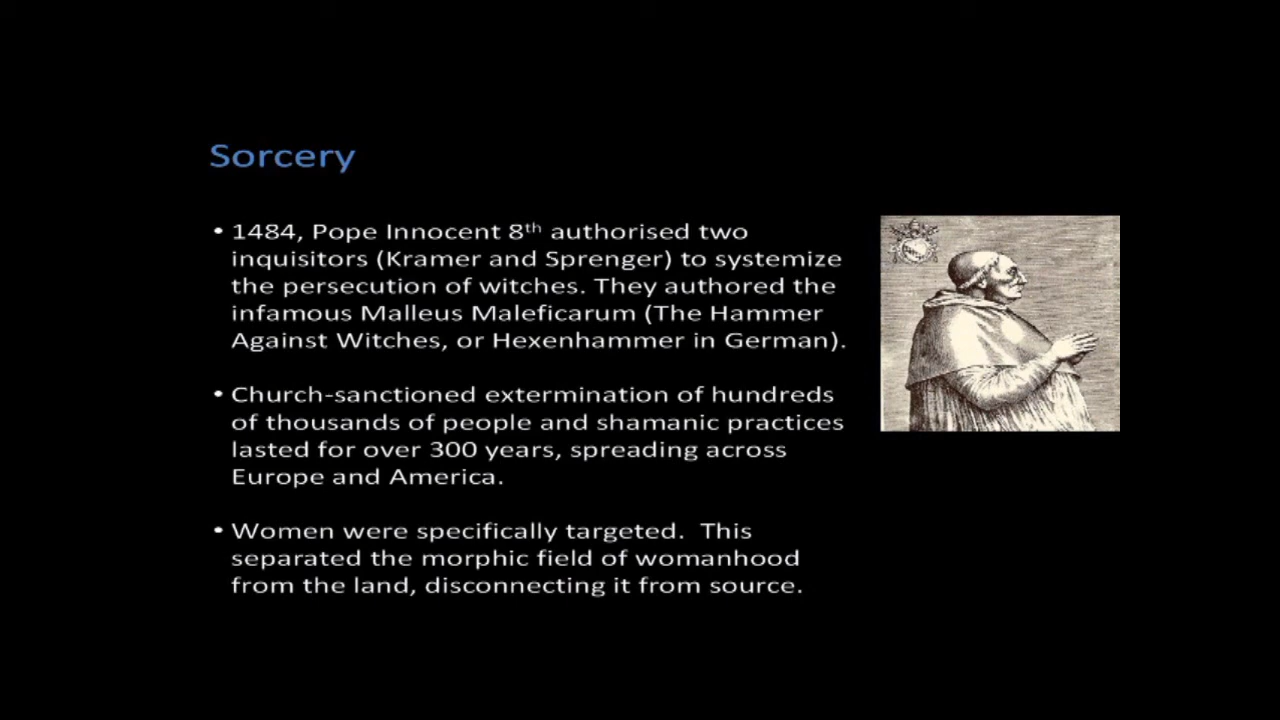 Sorcery
• 1484, Pope Innocent 8th authorised two
inquisitors (Kramer and Sprenger) to systemize
the persecution of witches. They authored the
infamous Malleus Maleficarum (The Hammer
Against Witches, or Hexenhammer in German).
• Church-sanctioned extermination of hundreds
of thousands of people and shamanic practices
lasted for over 300 years, spreading across
Europe and America.
• Women were specifically targeted.  This
separated the morphic field of womanhood
from the land, disconnecting it from source.